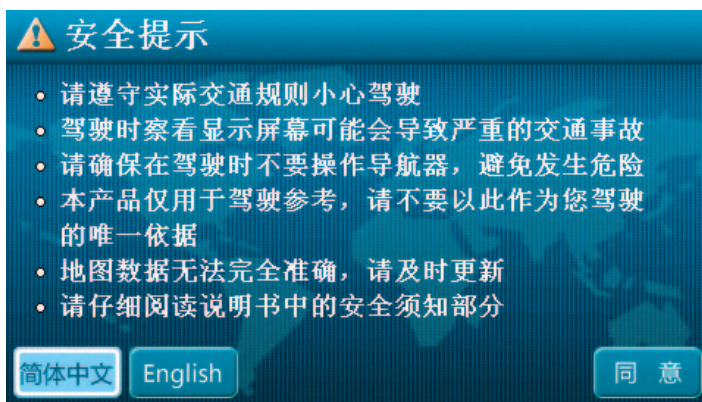 安全提示
• 请遵守实际交通规则小心驾驶
• 驾驶时察看显示屏幕可能会导致严重的交通事故
• 请确保在驾驶时不要操作导航器，避免发生危险
• 本产品仅用于驾驶参考，请不要以此作为您驾驶
的唯一依据
• 地图数据无法完全准确，请及时更新
• 请仔细阅读说明书中的安全须知部分
简体中文 English 同 意